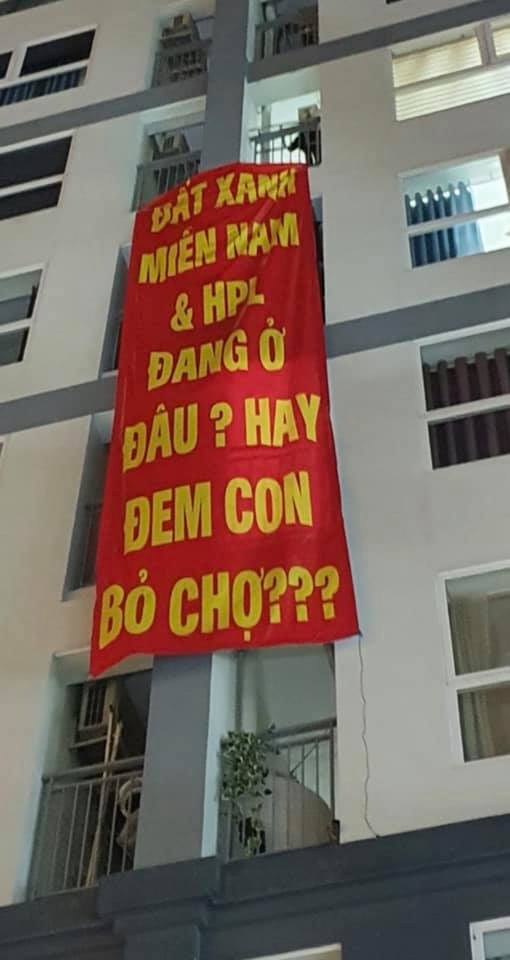 ĐẤT XANH
MIỀN NAM
& HPL
ĐANG Ở
ĐÂU ? HAY
ĐEM CON
BỎ CHỢ???